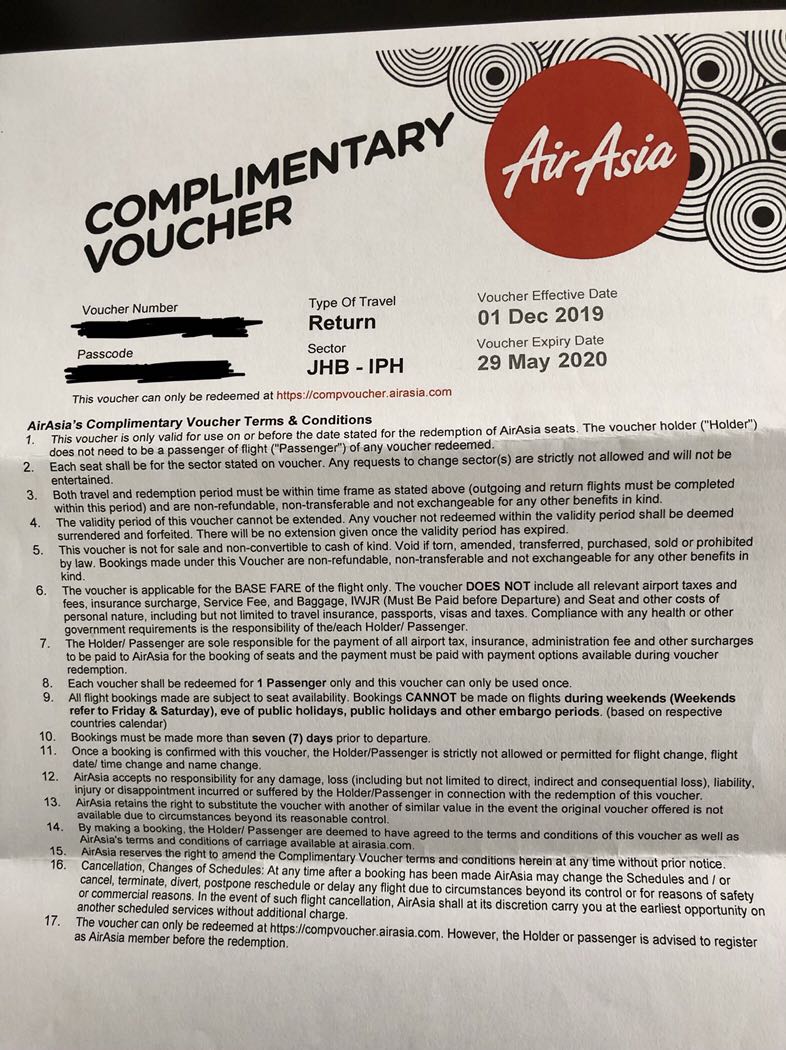 COMPLIMENTARY
VOUCHER
AirAsia
Voucher Number
Passcode
Type Of Travel
Return
Sector
JHB - IPH
Voucher Effective Date
01 Dec 2019
Voucher Expiry Date
29 May 2020
This voucher can only be redeemed at https://compvoucher.airasia.com
AirAsia's Complimentary Voucher Terms & Conditions
1. This voucher is only valid for use on or before the date stated for the redemption of AirAsia seats. The voucher holder ("Holder")
does not need to be a passenger of flight ("Passenger") of any voucher redeemed.
2. Each seat shall be for the sector stated on voucher. Any requests to change sector(s) are strictly not allowed and will not be
entertained.
3. Both travel and redemption period must be within time frame as stated above (outgoing and return flights must be completed
within this period) and are non-refundable, non-transferable and not exchangeable for any other benefits in kind.
4. The validity period of this voucher cannot be extended. Any voucher not redeemed within the validity period shall be deemed
surrendered and forfeited. There will be no extension given once the validity period has expired.
5. This voucher is not for sale and non-convertible to cash of kind. Void if torn, amended, transferred, purchased, sold or prohibited
by law. Bookings made under this Voucher are non-refundable, non-transferable and not exchangeable for any other benefits in
kind.
6. The voucher is applicable for the BASE FARE of the flight only. The voucher DOES NOT include all relevant airport taxes and
fees, insurance surcharge, Service Fee, and Baggage, IWJR (Must Be Paid before Departure) and Seat and other costs of
personal nature, including but not limited to travel insurance, passports, visas and taxes. Compliance with any health or other
government requirements is the responsibility of the/each Holder/ Passenger.
7. The Holder/ Passenger are sole responsible for the payment of all airport tax, insurance, administration fee and other surcharges
to be paid to AirAsia for the booking of seats and the payment must be paid with payment options available during voucher
redemption.
8. Each voucher shall be redeemed for 1 Passenger only and this voucher can only be used once.
9. All flight bookings made are subject to seat availability. Bookings CANNOT be made on flights during weekends (Weekends
refer to Friday & Saturday), eve of public holidays, public holidays and other embargo periods. (based on respective
countries calendar)
10. Bookings must be made more than seven (7) days prior to departure.
11. Once a booking is confirmed with this voucher, the Holder/Passenger is strictly not allowed or permitted for flight change, flight
date/ time change and name change.
12. AirAsia accepts no responsibility for any damage, loss (including but not limited to direct, indirect and consequential loss), liability,
injury or disappointment incurred or suffered by the Holder/Passenger in connection with the redemption of this voucher.
13. AirAsia retains the right to substitute the voucher with another of similar value in the event the original voucher offered is not
available due to circumstances beyond its reasonable control.
14. By making a booking, the Holder/ Passenger are deemed to have agreed to the terms and conditions of this voucher as well as
AirAsia's terms and conditions of carriage available at airasia.com.
15. AirAsia reserves the right to amend the Complimentary Voucher terms and conditions herein at any time without prior notice.
16. Cancellation, Changes of Schedules: At any time after a booking has been made AirAsia may change the Schedules and / or
cancel, terminate, divert, postpone reschedule or delay any flight due to circumstances beyond its control or for reasons of safety
or commercial reasons. In the event of such flight cancellation, AirAsia shall at its discretion carry you at the earliest opportunity on
another scheduled services without additional charge.
17. The voucher can only be redeemed at https://compvoucher.airasia.com. However, the Holder or passenger is advised to register
as AirAsia member before the redemption.